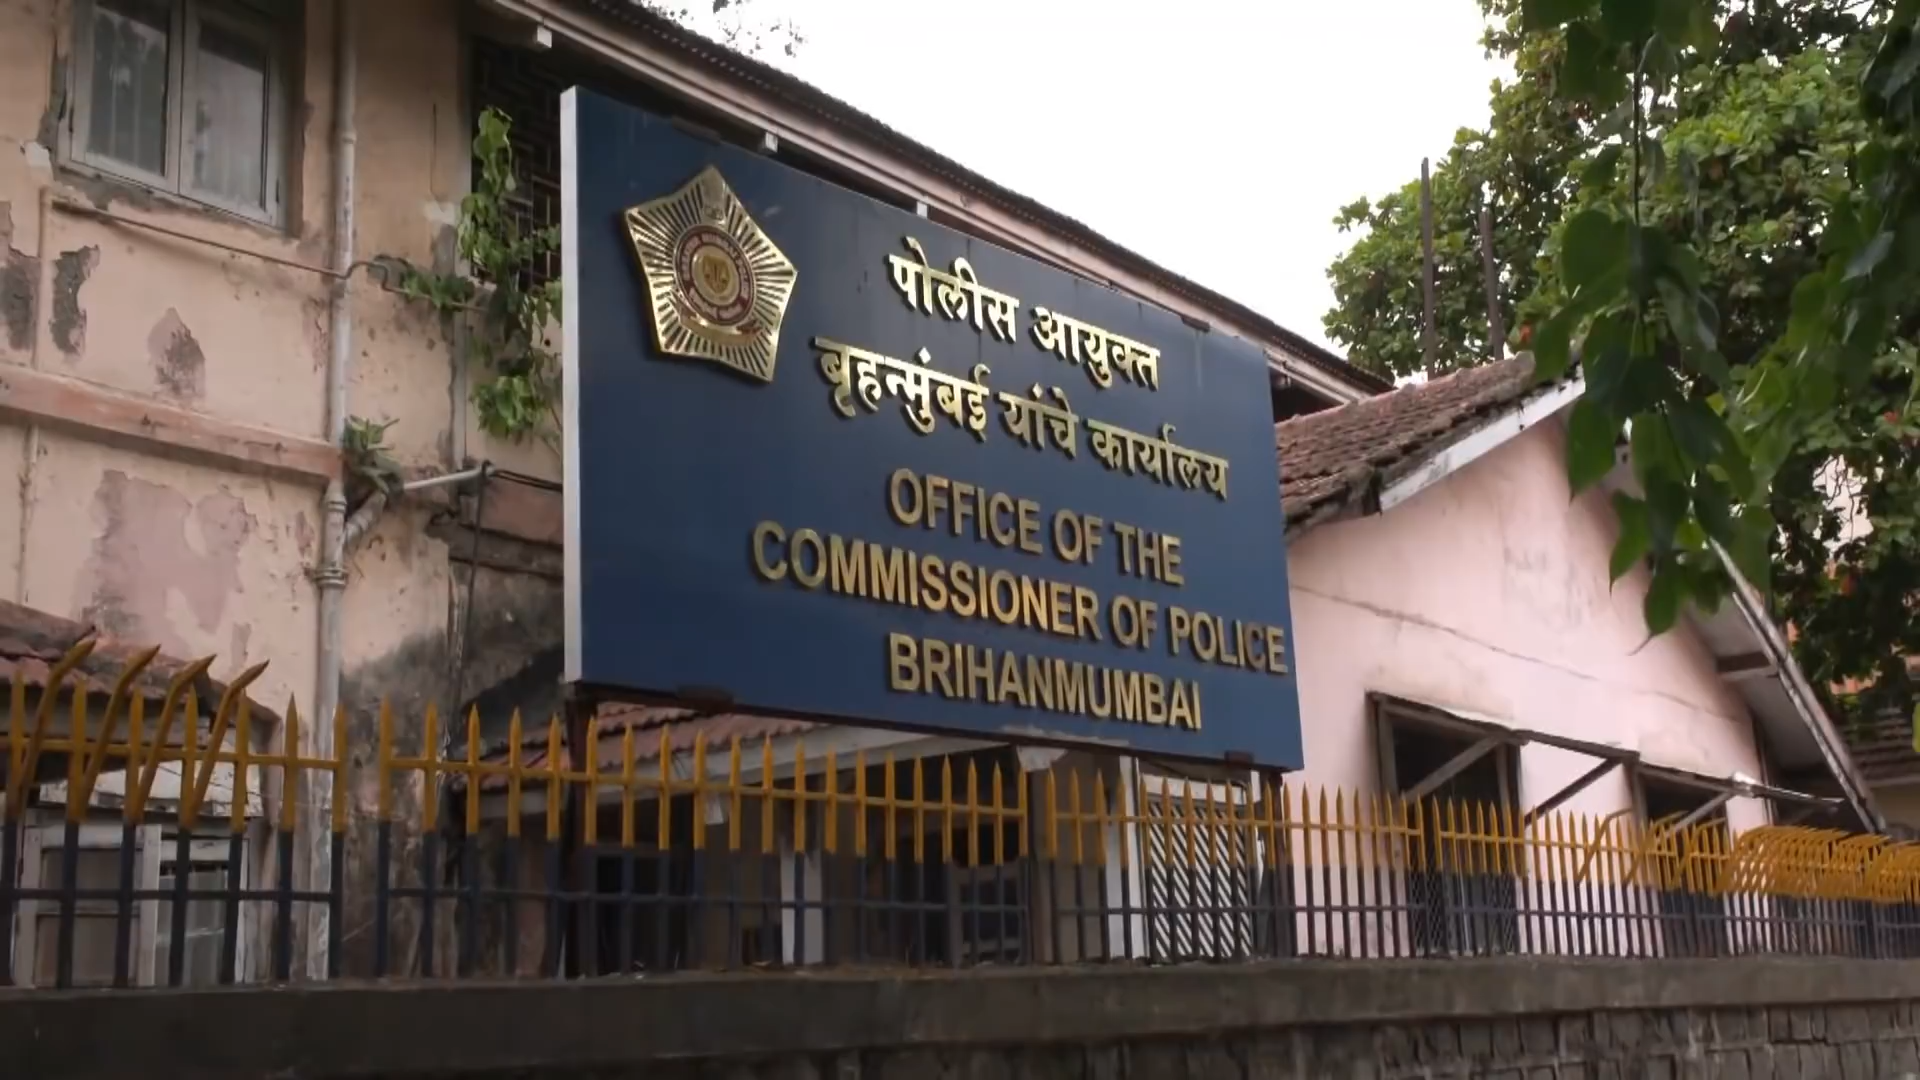 पोलीस आयुक्त
बृहन्मुंबई यांचे कार्यालय
OFFICE OF THE
COMMISSIONER OF POLICE
BRIHANMUMBAI